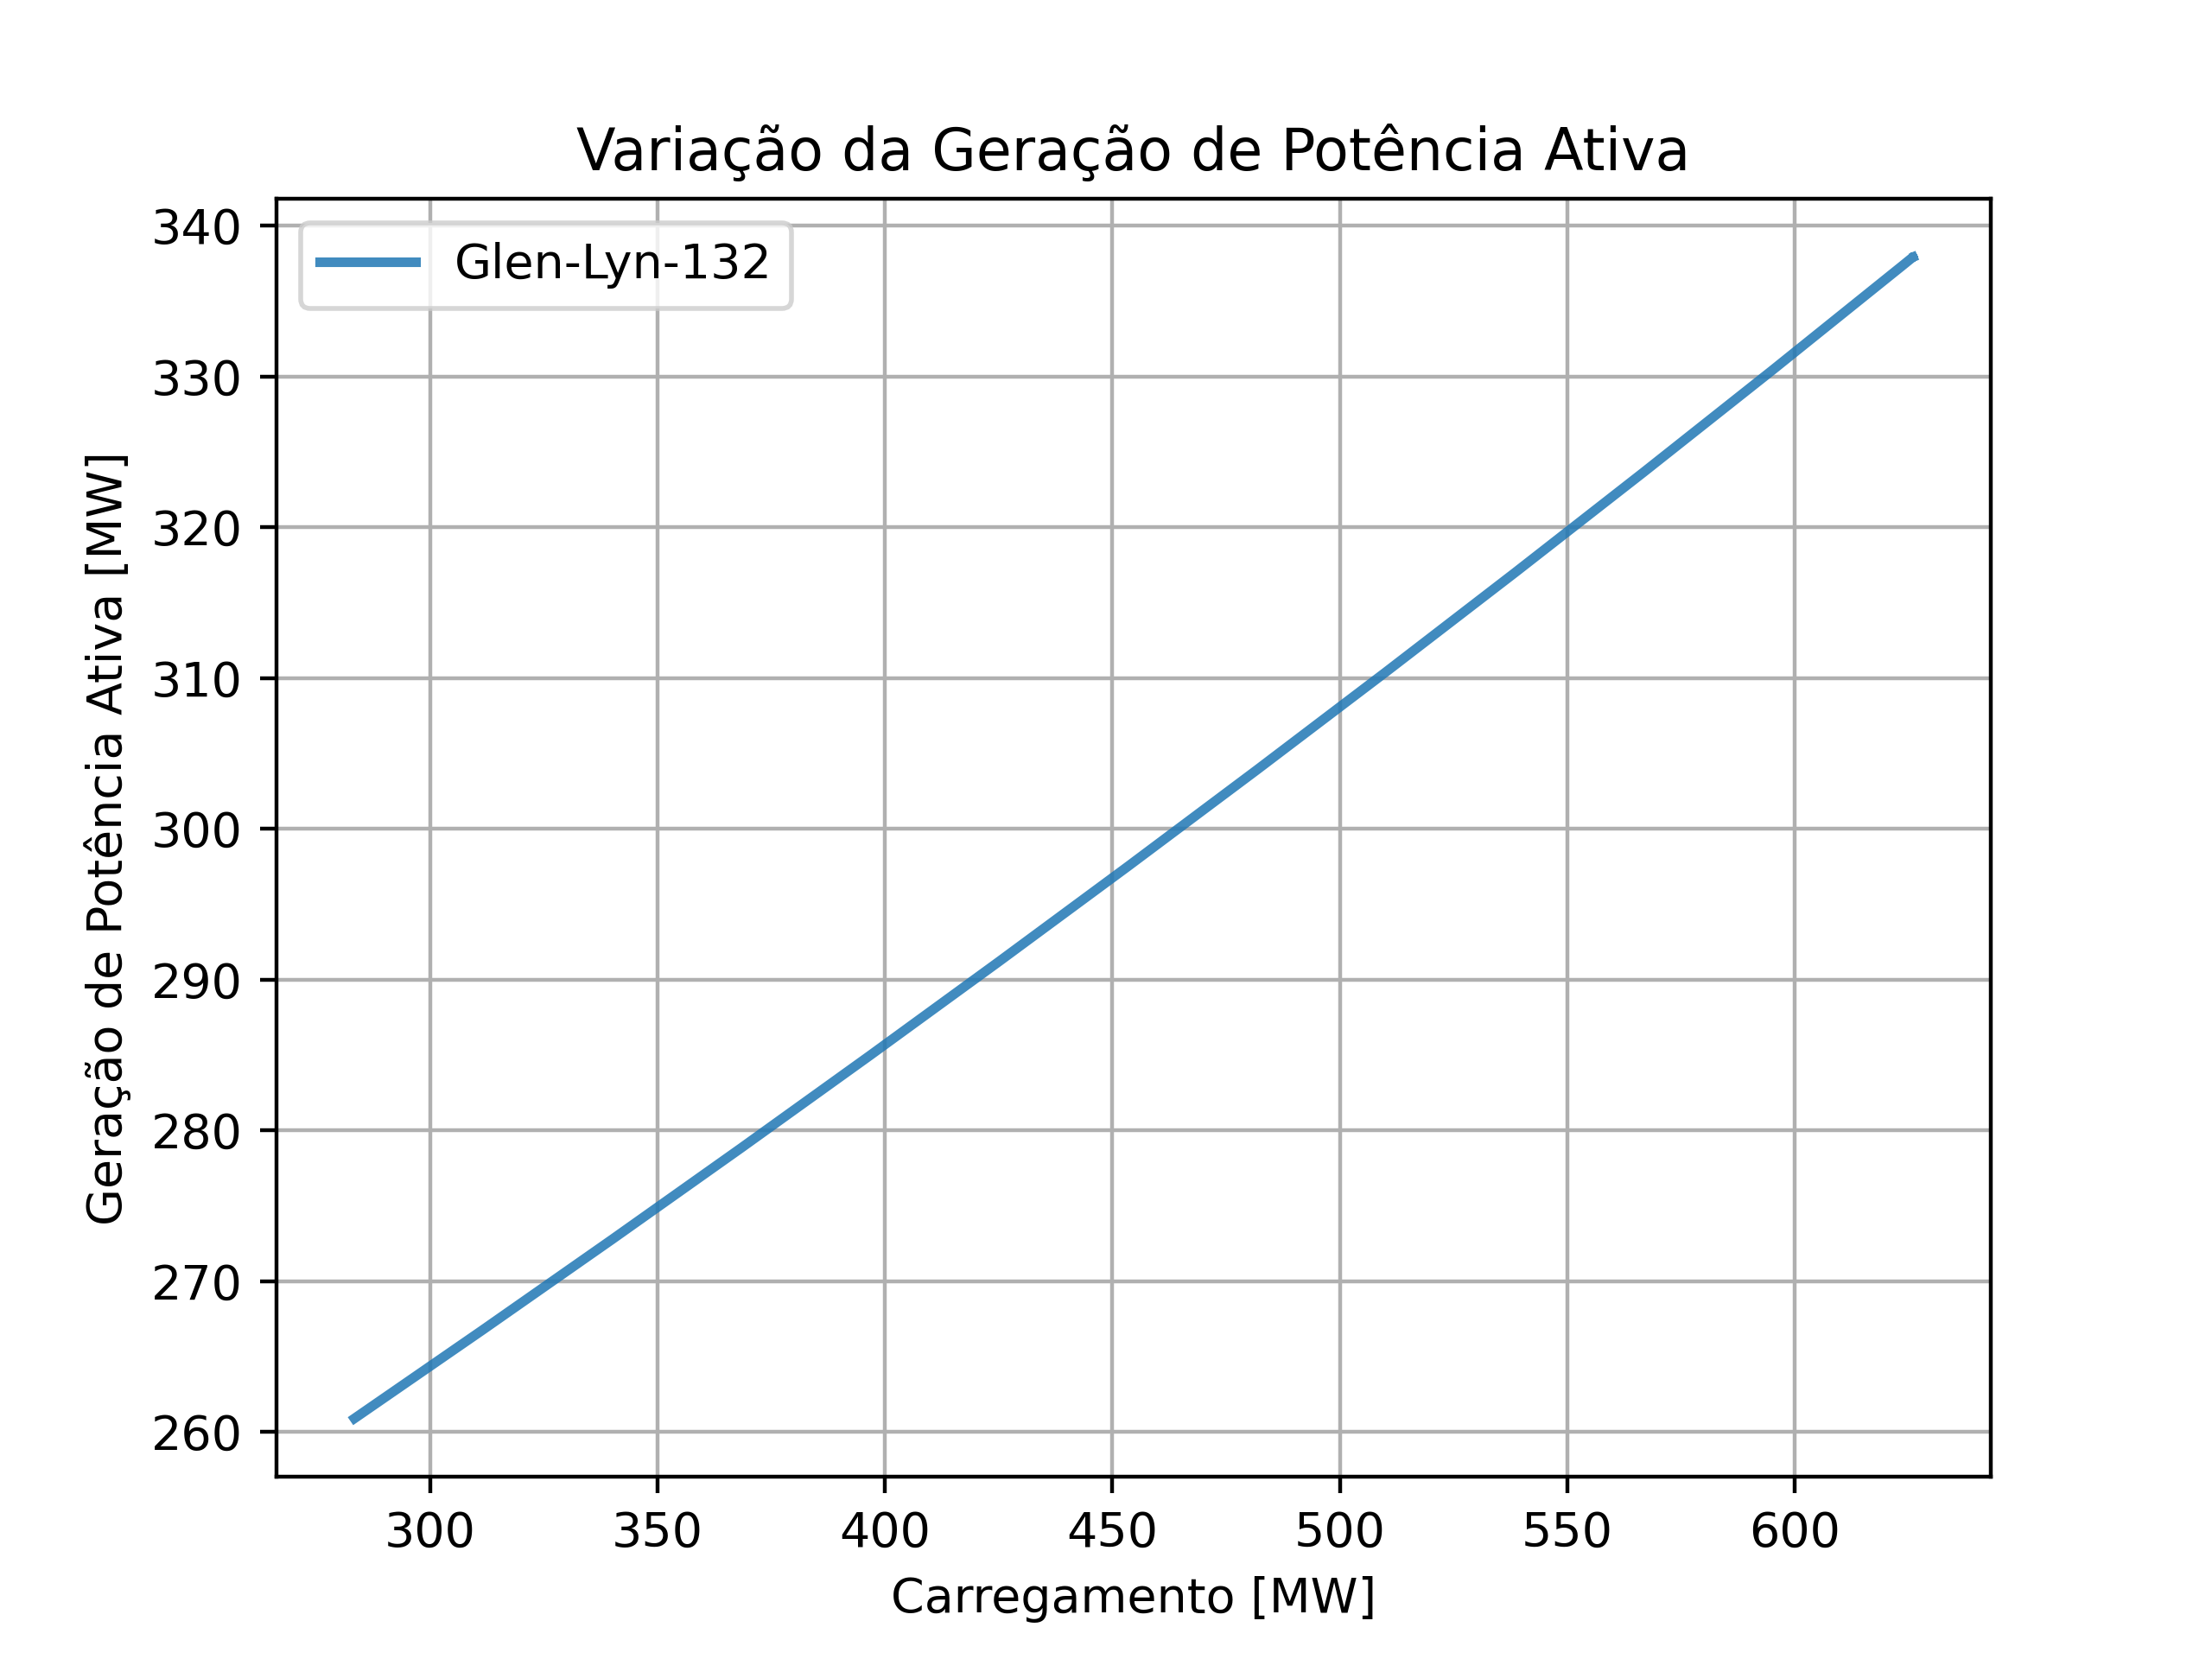 Variação da Geração de Potência Ativa
Glen-Lyn-132
Geração de Potência Ativa [MW]
340
330
320
310
300
290
280
270
260
300 350 400 450 500 550 600
Carregamento [MW]